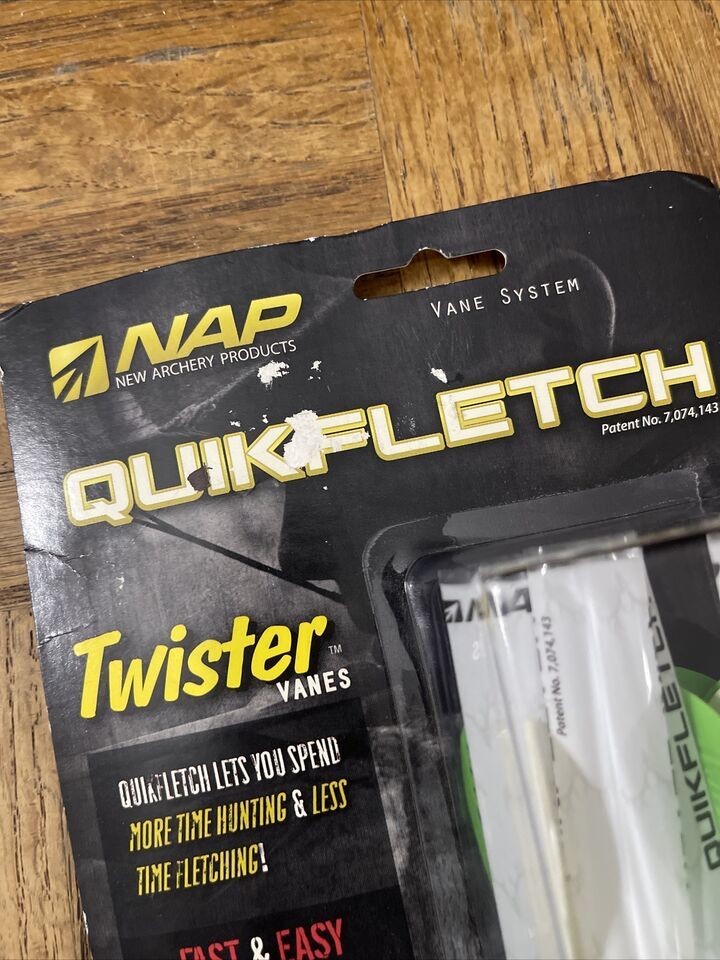 NAP
NEW ARCHERY PRODUCTS
VANE SYSTEM
QUIKFLETCH
Patent No. 7,074,143
Twister™
VANES
QUIKFLETCH LETS YOU SPEND
MORE TIME HUNTING & LESS
TIME FLETCHING!
FAST & EASY
Patent No. 7,074,143
QUIKFLETCH